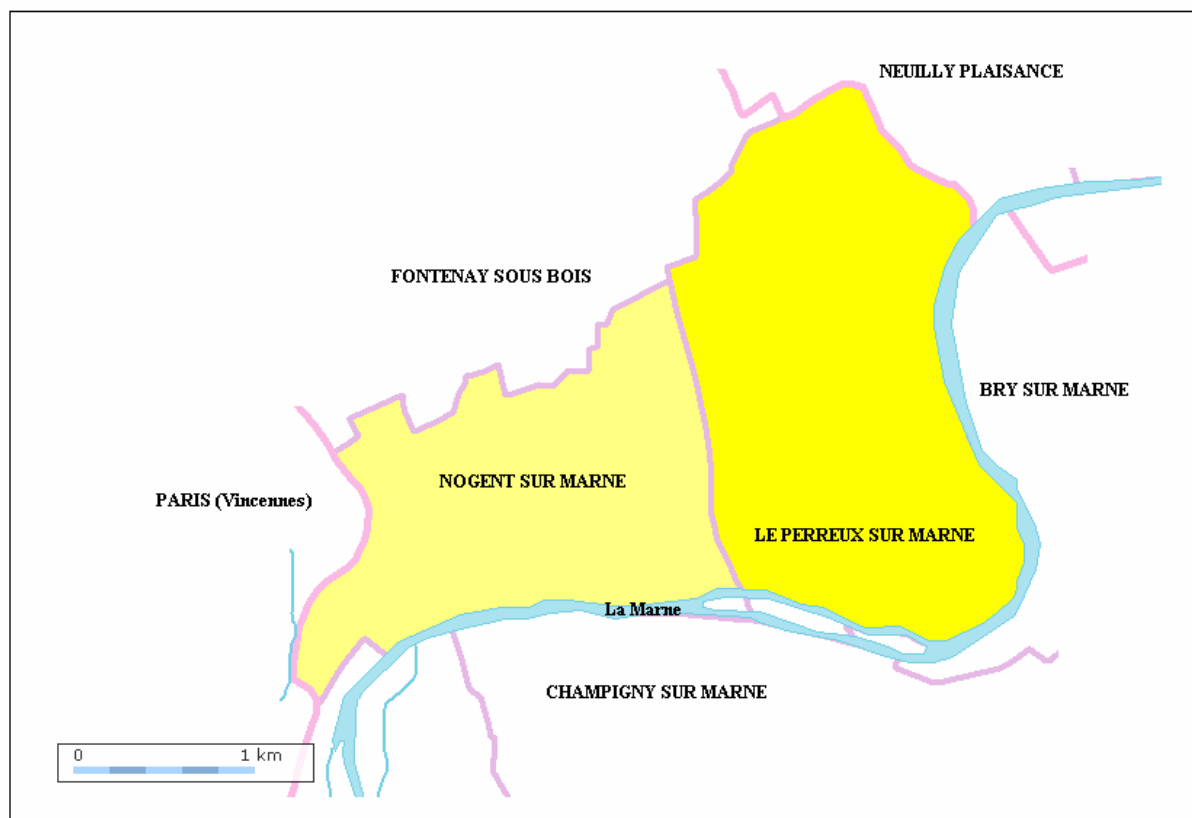 NEUILLY PLAISANCE
FONTENAY SOUS BOIS
BRY SUR MARNE
NOGENT SUR MARNE
PARIS (Vincennes)
LE PERREUX SUR MARNE
La Marne
CHAMPIGNY SUR MARNE
0 1 km